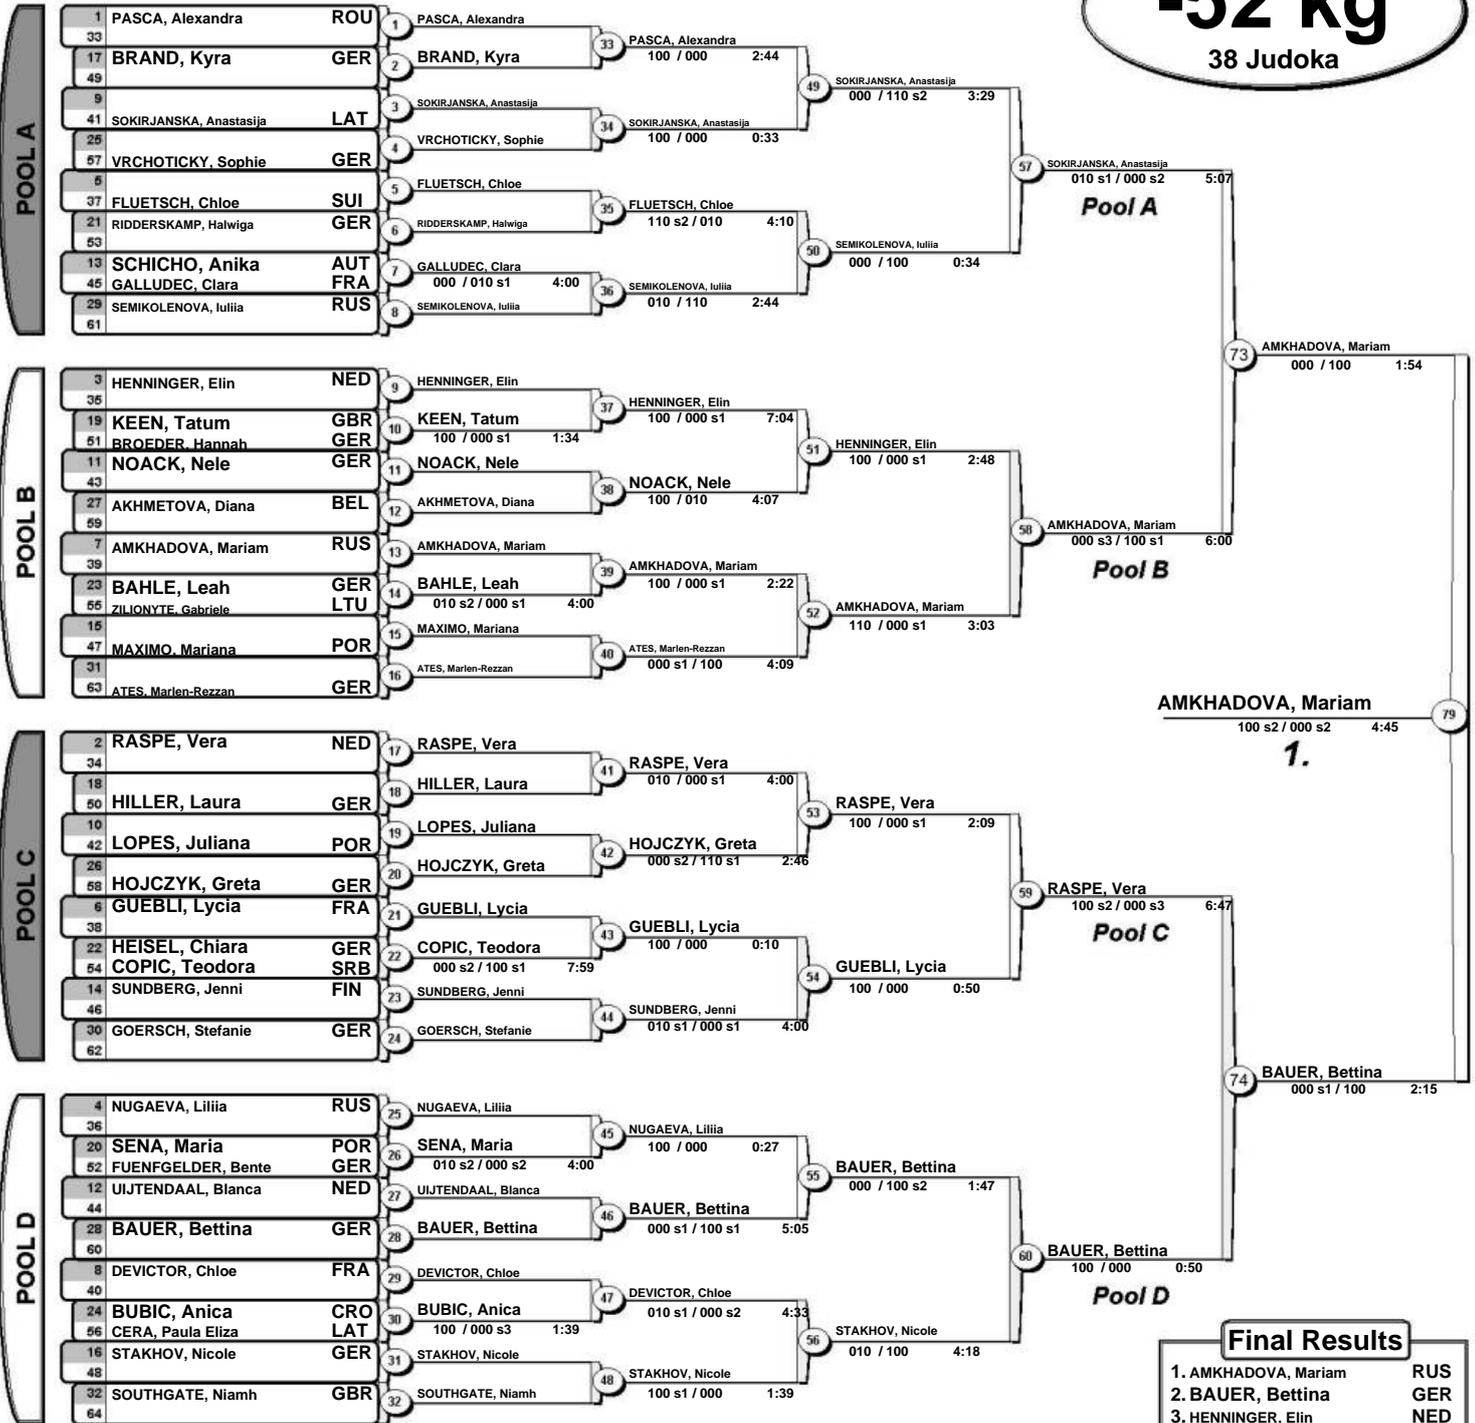 -52 kg
38 Judoka
POOL A
1 PASCA, Alexandra ROU
33
17 BRAND, Kyra GER
49
9
41 SOKIRJANSKA, Anastasija LAT
25
57 VRCHOTICKY, Sophie GER
5
37 FLUETSCH, Chloe SUI
21 RIDDERSKAMP, Halwiga GER
53
13 SCHICHO, Anika AUT
45 GALLUDEC, Clara FRA
29 SEMIKOLENOVA, Iuliia RUS
61
1 PASCA, Alexandra
2 BRAND, Kyra
3 SOKIRJANSKA, Anastasija
4 VRCHOTICKY, Sophie
5 FLUETSCH, Chloe
6 RIDDERSKAMP, Halwiga
7 GALLUDEC, Clara
000 / 010 s1 4:00
8 SEMIKOLENOVA, Iuliia
33 PASCA, Alexandra
100 / 000 2:44
34 SOKIRJANSKA, Anastasija
100 / 000 0:33
35 FLUETSCH, Chloe
110 s2 / 010 4:10
36 SEMIKOLENOVA, Iuliia
010 / 110 2:44
49 SOKIRJANSKA, Anastasija
000 / 110 s2 3:29
50 SEMIKOLENOVA, Iuliia
000 / 100 0:34
57 SOKIRJANSKA, Anastasija
010 s1 / 000 s2 5:07
Pool A
POOL B
3 HENNINGER, Elin NED
35
19 KEEN, Tatum GBR
51 BROEDER, Hannah GER
11 NOACK, Nele GER
43
27 AKHMETOVA, Diana BEL
59
7 AMKHADOVA, Mariam RUS
39
23 BAHLE, Leah GER
55 ZILIONYTE, Gabriele LTU
15
47 MAXIMO, Mariana POR
31
63 ATES, Marlen-Rezzan GER
9 HENNINGER, Elin
10 KEEN, Tatum
100 / 000 s1 1:34
11 NOACK, Nele
12 AKHMETOVA, Diana
13 AMKHADOVA, Mariam
14 BAHLE, Leah
010 s2 / 000 s1 4:00
15 MAXIMO, Mariana
16 ATES, Marlen-Rezzan
37 HENNINGER, Elin
100 / 000 s1 7:04
38 NOACK, Nele
100 / 010 4:07
39 AMKHADOVA, Mariam
100 / 000 s1 2:22
40 ATES, Marlen-Rezzan
000 s1 / 100 4:09
51 HENNINGER, Elin
100 / 000 s1 2:48
52 AMKHADOVA, Mariam
110 / 000 s1 3:03
58 AMKHADOVA, Mariam
000 s3 / 100 s1 6:00
Pool B
73 AMKHADOVA, Mariam
000 / 100 1:54
AMKHADOVA, Mariam 79
100 s2 / 000 s2 4:45
1.
POOL C
2 RASPE, Vera NED
34
18
50 HILLER, Laura GER
10
42 LOPES, Juliana POR
26
58 HOJCZYK, Greta GER
6 GUEBLI, Lycia FRA
38
22 HEISEL, Chiara GER
54 COPIC, Teodora SRB
14 SUNDBERG, Jenni FIN
46
30 GOERSCH, Stefanie GER
62
17 RASPE, Vera
18 HILLER, Laura
19 LOPES, Juliana
20 HOJCZYK, Greta
21 GUEBLI, Lycia
22 COPIC, Teodora
000 s2 / 100 s1 7:59
23 SUNDBERG, Jenni
24 GOERSCH, Stefanie
41 RASPE, Vera
010 / 000 s1 4:00
42 HOJCZYK, Greta
000 s2 / 110 s1 2:46
43 GUEBLI, Lycia
100 / 000 0:10
44 SUNDBERG, Jenni
010 s1 / 000 s1 4:00
53 RASPE, Vera
100 / 000 s1 2:09
54 GUEBLI, Lycia
100 / 000 0:50
59 RASPE, Vera
100 s2 / 000 s3 6:47
Pool C
74 BAUER, Bettina
000 s1 / 100 2:15
POOL D
4 NUGAEVA, Liliia RUS
36
20 SENA, Maria POR
52 FUENFGELDER, Bente GER
12 UIJTENDAAL, Blanca NED
44
28 BAUER, Bettina GER
60
8 DEVICTOR, Chloe FRA
40
24 BUBIC, Anica CRO
56 CERA, Paula Eliza LAT
16 STAKHOV, Nicole GER
48
32 SOUTHGATE, Niamh GBR
64
25 NUGAEVA, Liliia
26 SENA, Maria
010 s2 / 000 s2 4:00
27 UIJTENDAAL, Blanca
28 BAUER, Bettina
29 DEVICTOR, Chloe
30 BUBIC, Anica
100 / 000 s3 1:39
31 STAKHOV, Nicole
32 SOUTHGATE, Niamh
45 NUGAEVA, Liliia
100 / 000 0:27
46 BAUER, Bettina
000 s1 / 100 s1 5:05
47 DEVICTOR, Chloe
010 s1 / 000 s2 4:33
48 STAKHOV, Nicole
100 s1 / 000 1:39
55 BAUER, Bettina
000 / 100 s2 1:47
56 STAKHOV, Nicole
010 / 100 4:18
60 BAUER, Bettina
100 / 000 0:50
Pool D
Final Results
1. AMKHADOVA, Mariam RUS
2. BAUER, Bettina GER
3. HENNINGER, Elin NED